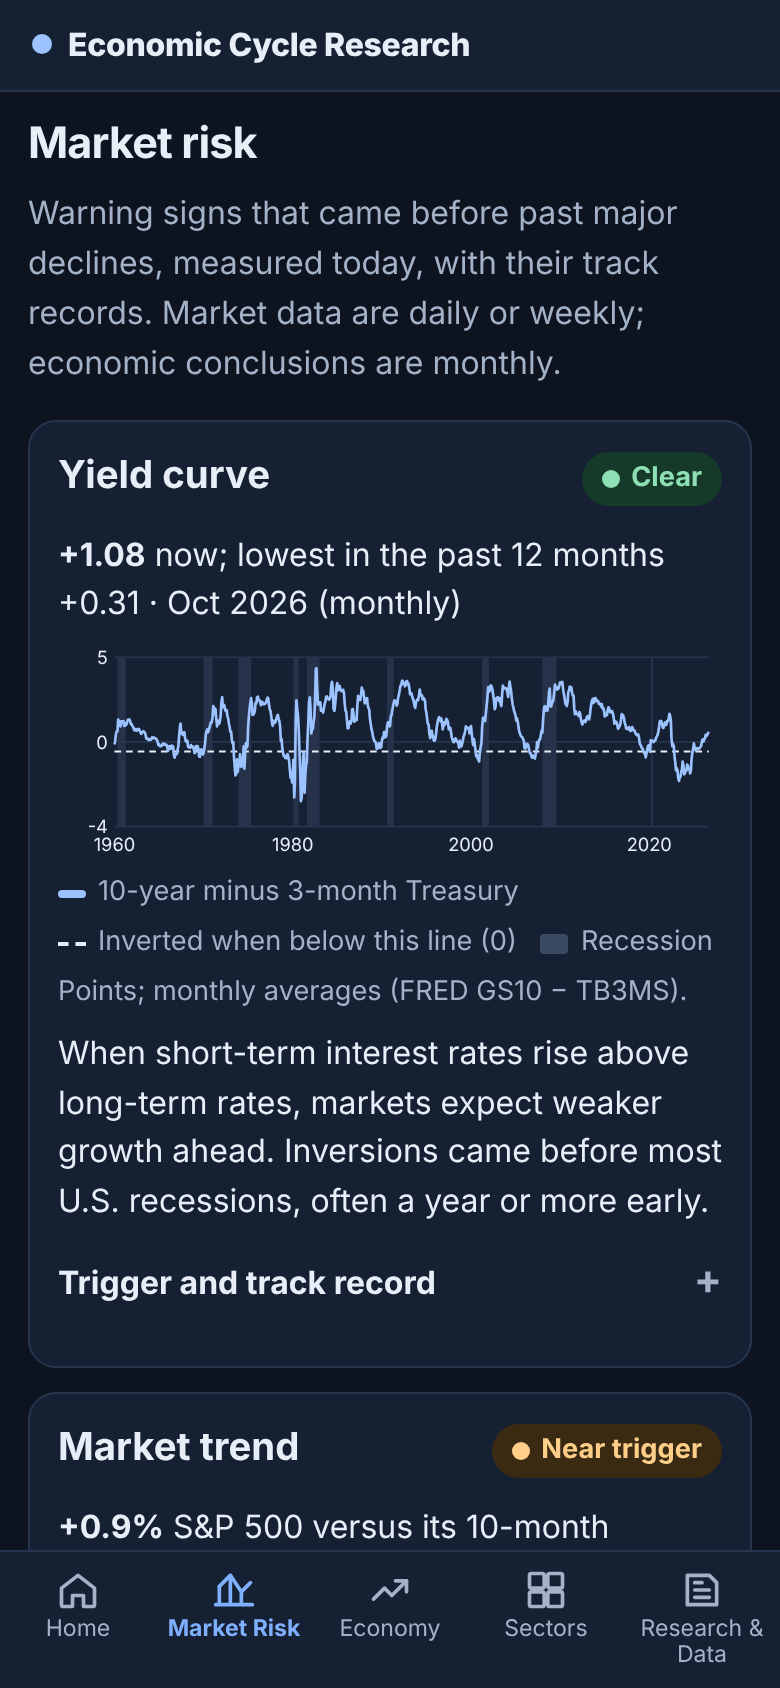 Economic Cycle Research
Market risk
Warning signs that came before past major
declines, measured today, with their track
records. Market data are daily or weekly;
economic conclusions are monthly.
Yield curve
Clear
+1.08 now; lowest in the past 12 months
+0.31 · Oct 2026 (monthly)
5
0
-4
1960
1980
2000
2020
10-year minus 3-month Treasury
Inverted when below this line (0)
Recession
Points; monthly averages (FRED GS10 − TB3MS).
When short-term interest rates rise above
long-term rates, markets expect weaker
growth ahead. Inversions came before most
U.S. recessions, often a year or more early.
Trigger and track record
+
Market trend
Near trigger
+0.9% S&P 500 versus its 10-month
Home
Market Risk
Economy
Sectors
Research &
Data